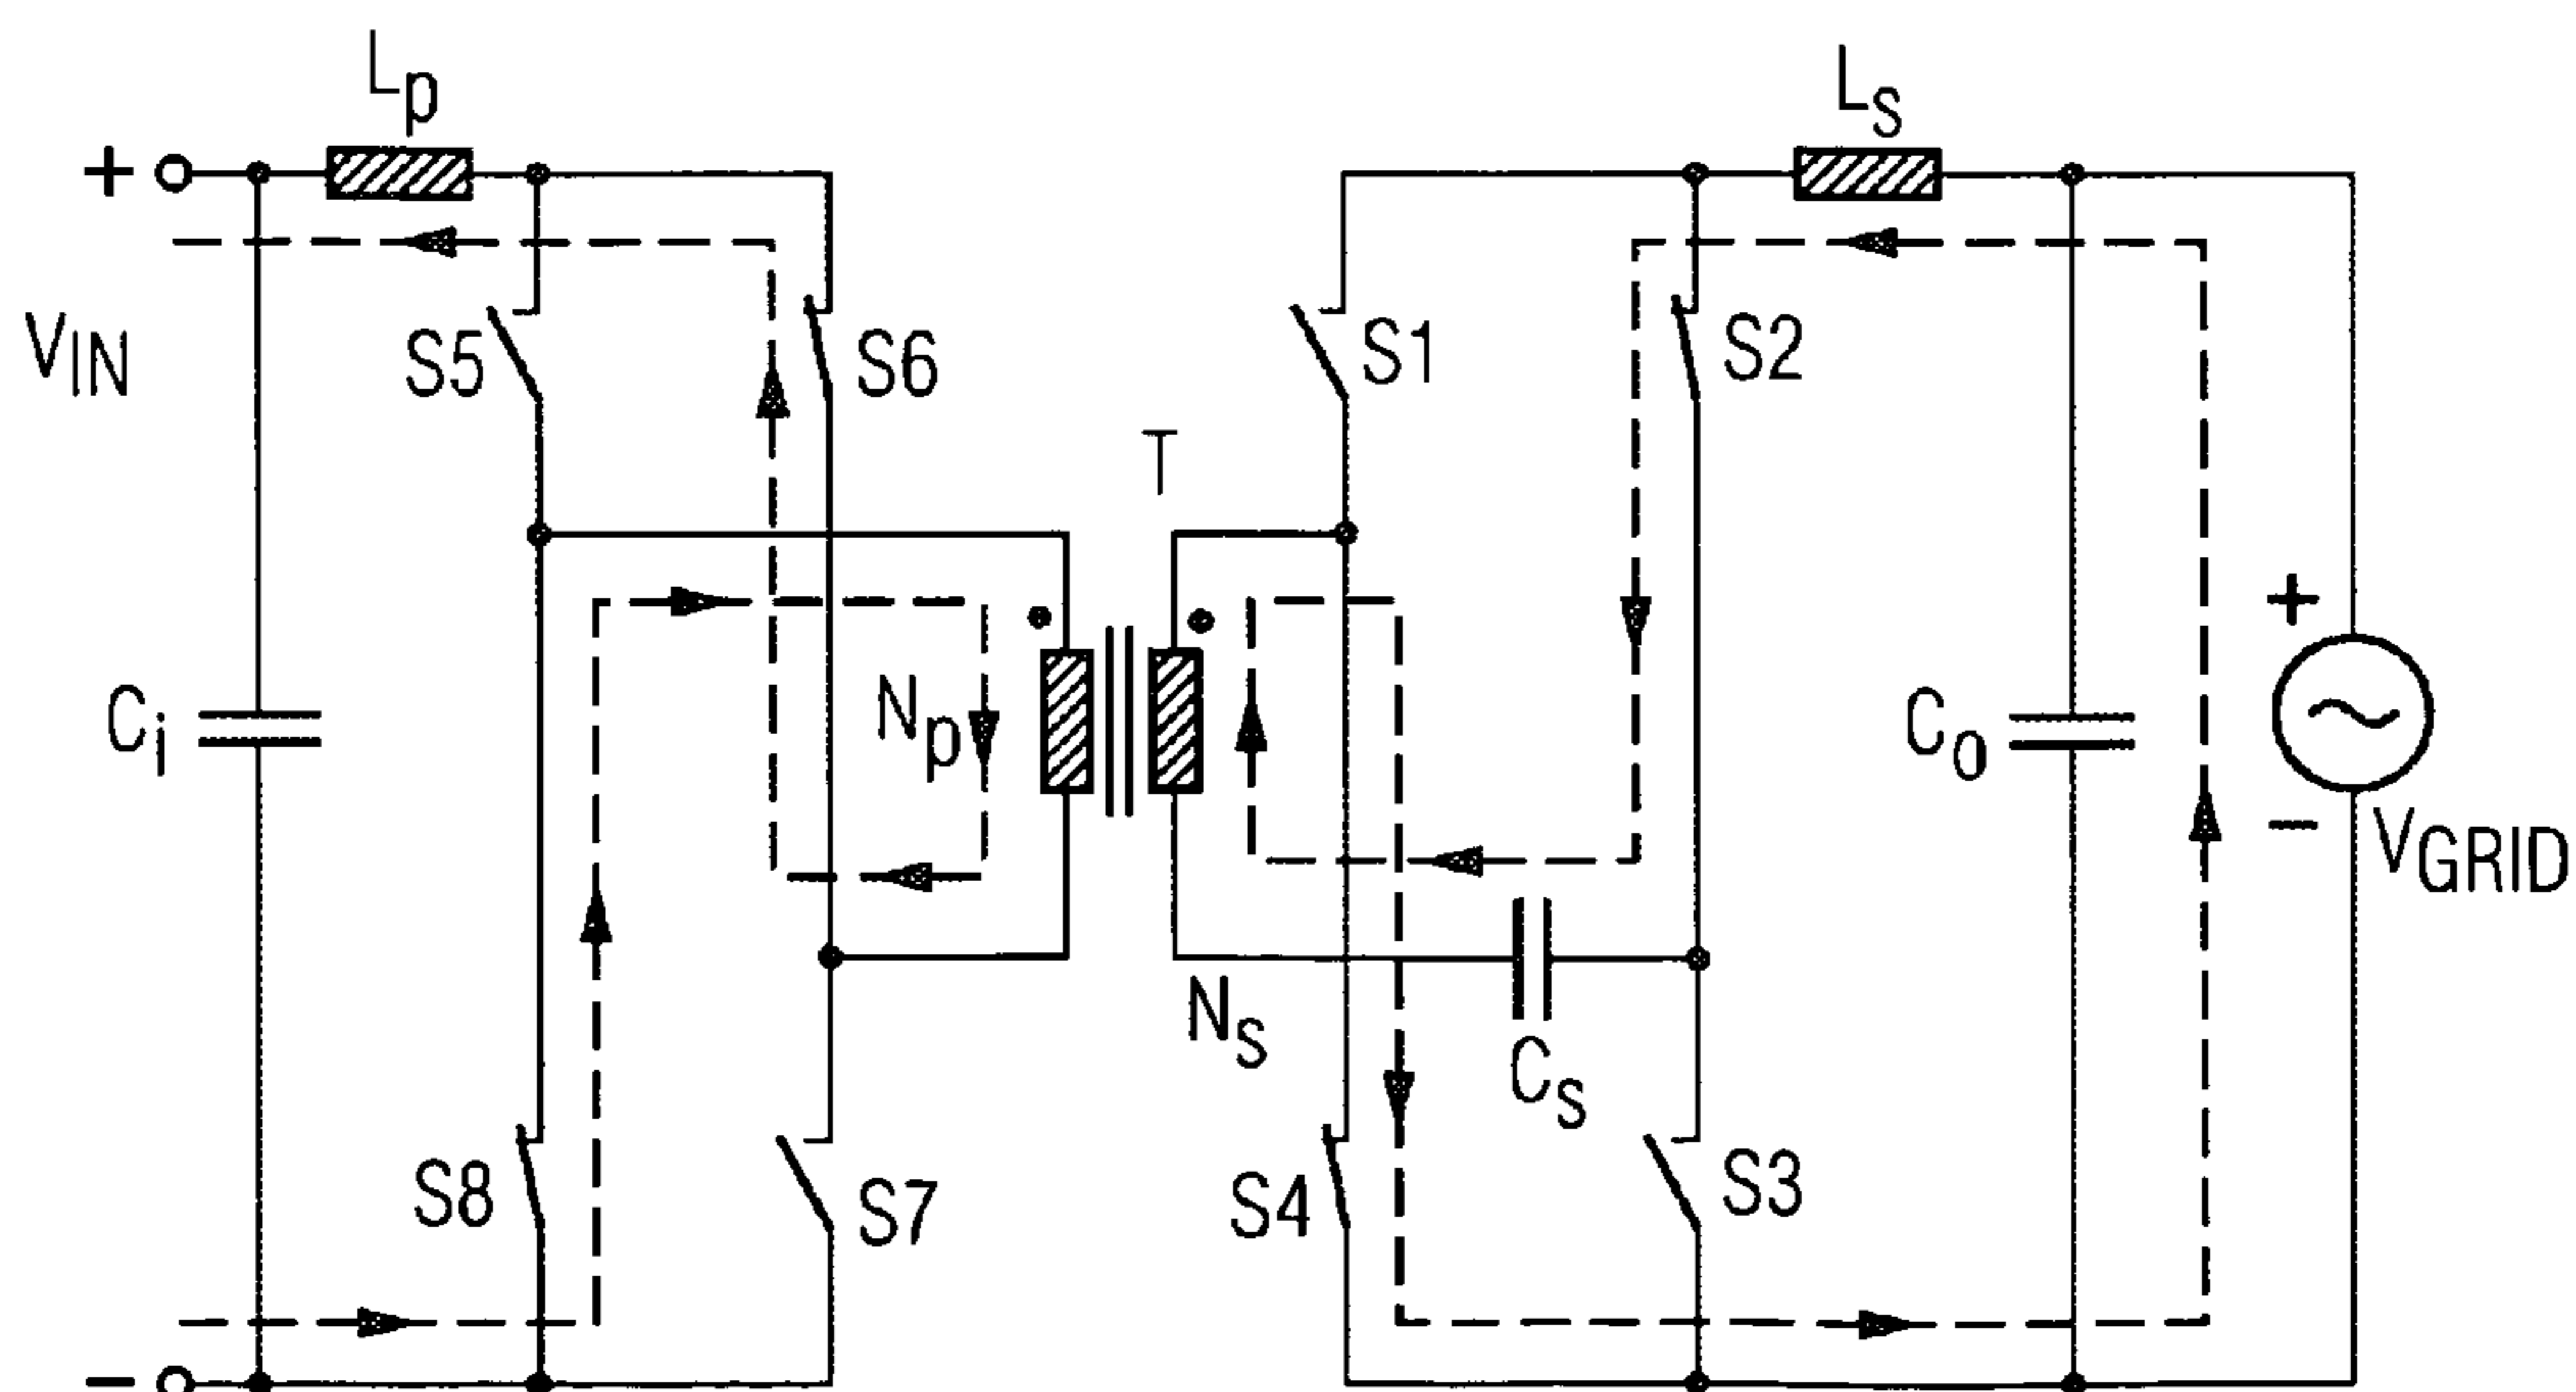 Lp
Ls
+
VIN
S5
S6
S1
S2
T
+
Ci
Np
Co
−
VGRID
Ns
Cs
S8
S7
S4
S3
−